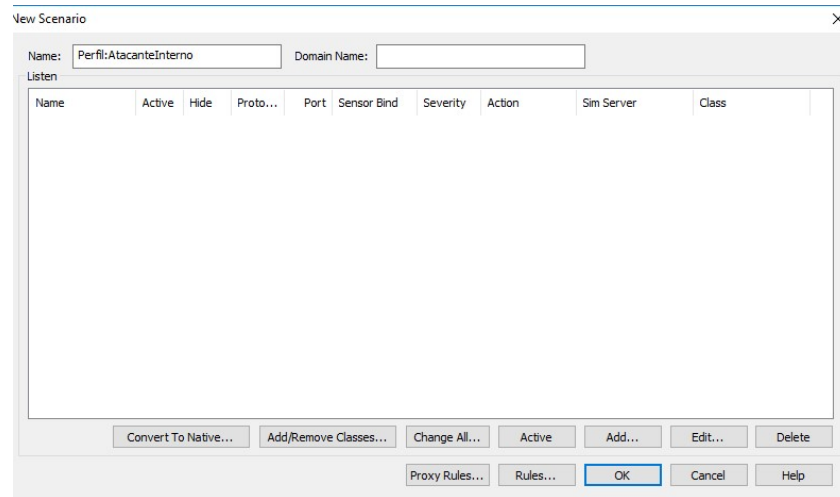 New Scenario
Name: Perfil:AtacanteInterno Domain Name:
Listen
Name Active Hide Proto... Port Sensor Bind Severity Action Sim Server Class
Convert To Native... Add/Remove Classes... Change All... Active Add... Edit... Delete
Proxy Rules... Rules... OK Cancel Help